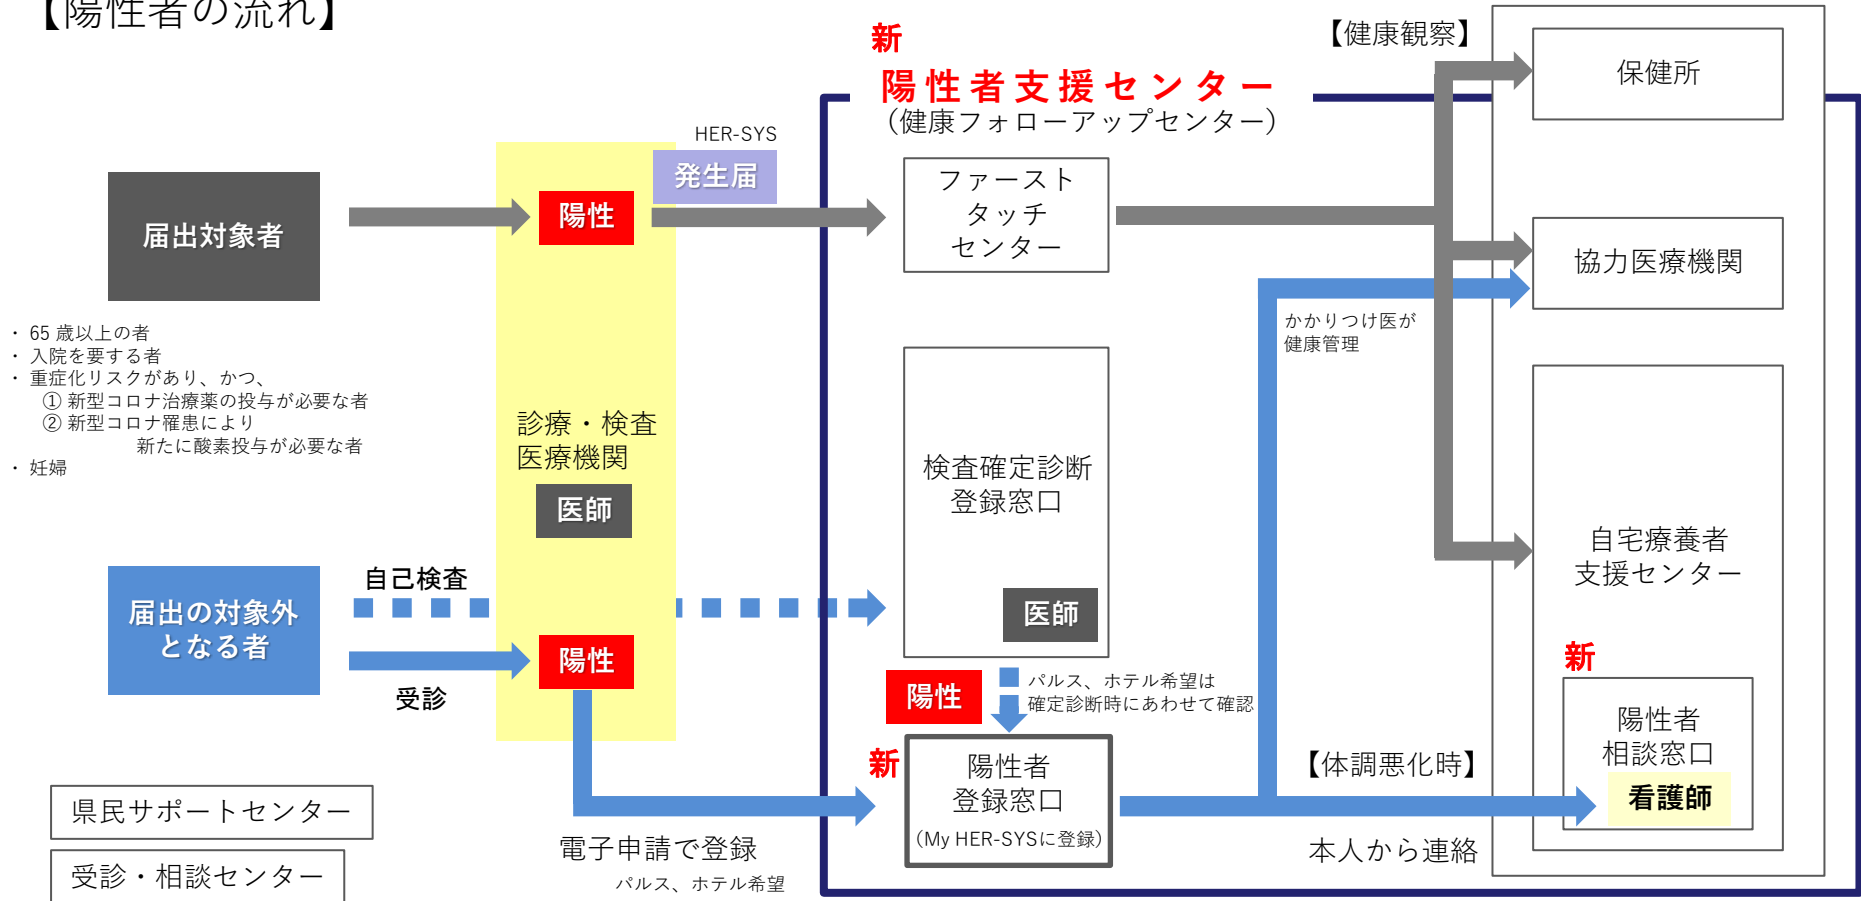 【陽性者の流れ】
新
陽性者支援センター
（健康フォローアップセンター）
【健康観察】
保健所
HER-SYS
発生届
届出対象者
陽性
ファースト
タッチ
センター
協力医療機関
かかりつけ医が
健康管理
・ 65 歳以上の者
・ 入院を要する者
・ 重症化リスクがあり、かつ、
① 新型コロナ治療薬の投与が必要な者
② 新型コロナ罹患により
新たに酸素投与が必要な者
・ 妊婦
診療・検査
医療機関
医師
検査確定診断
登録窓口
医師
自宅療養者
支援センター
届出の対象外
となる者
自己検査
受診
陽性
陽性
パルス、ホテル希望は
確定診断時にあわせて確認
新
陽性者
登録窓口
（My HER-SYSに登録）
新
陽性者
相談窓口
看護師
【体調悪化時】
本人から連絡
電子申請で登録
パルス、ホテル希望
県民サポートセンター
受診・相談センター